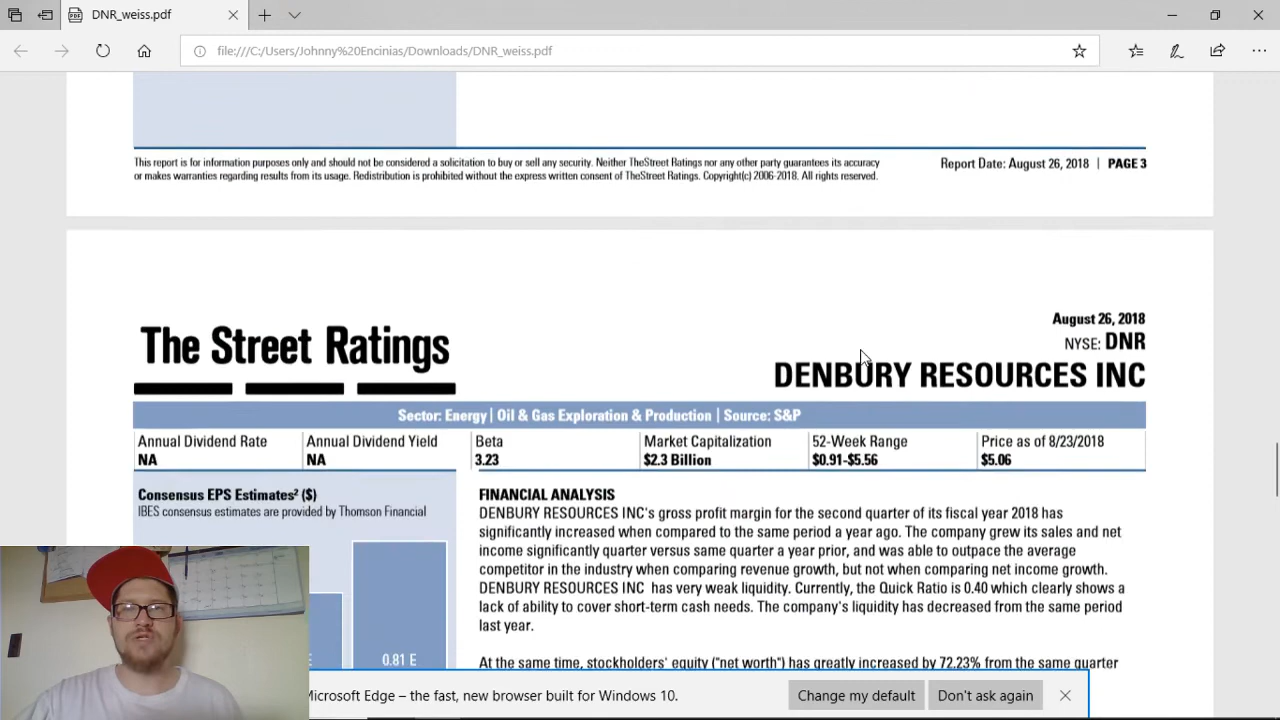 DNR_weiss.pdf
file:///C:/Users/Johnny%20Encinias/Downloads/DNR_weiss.pdf
This report is for information purposes only and should not be considered a solicitation to buy or sell any security. Neither TheStreet Ratings nor any other party guarantees its accuracy
or makes warranties regarding results from its usage. Redistribution is prohibited without the express written consent of TheStreet Ratings. Copyright(c) 2006-2018. All rights reserved.
Report Date: August 26, 2018 | PAGE 3
The Street Ratings
August 26, 2018
NYSE: DNR
DENBURY RESOURCES INC
Sector: Energy | Oil & Gas Exploration & Production | Source: S&P
Annual Dividend Rate
NA
Annual Dividend Yield
NA
Beta
3.23
Market Capitalization
$2.3 Billion
52-Week Range
$0.91-$5.56
Price as of 8/23/2018
$5.06
Consensus EPS Estimates² ($)
IBES consensus estimates are provided by Thomson Financial
E
0.81 E
FINANCIAL ANALYSIS
DENBURY RESOURCES INC's gross profit margin for the second quarter of its fiscal year 2018 has
significantly increased when compared to the same period a year ago. The company grew its sales and net
income significantly quarter versus same quarter a year prior, and was able to outpace the average
competitor in the industry when comparing revenue growth, but not when comparing net income growth.
DENBURY RESOURCES INC has very weak liquidity. Currently, the Quick Ratio is 0.40 which clearly shows a
lack of ability to cover short-term cash needs. The company's liquidity has decreased from the same period
last year.
At the same time, stockholders' equity ("net worth") has greatly increased by 72.23% from the same quarter
Microsoft Edge – the fast, new browser built for Windows 10.
Change my default
Don't ask again